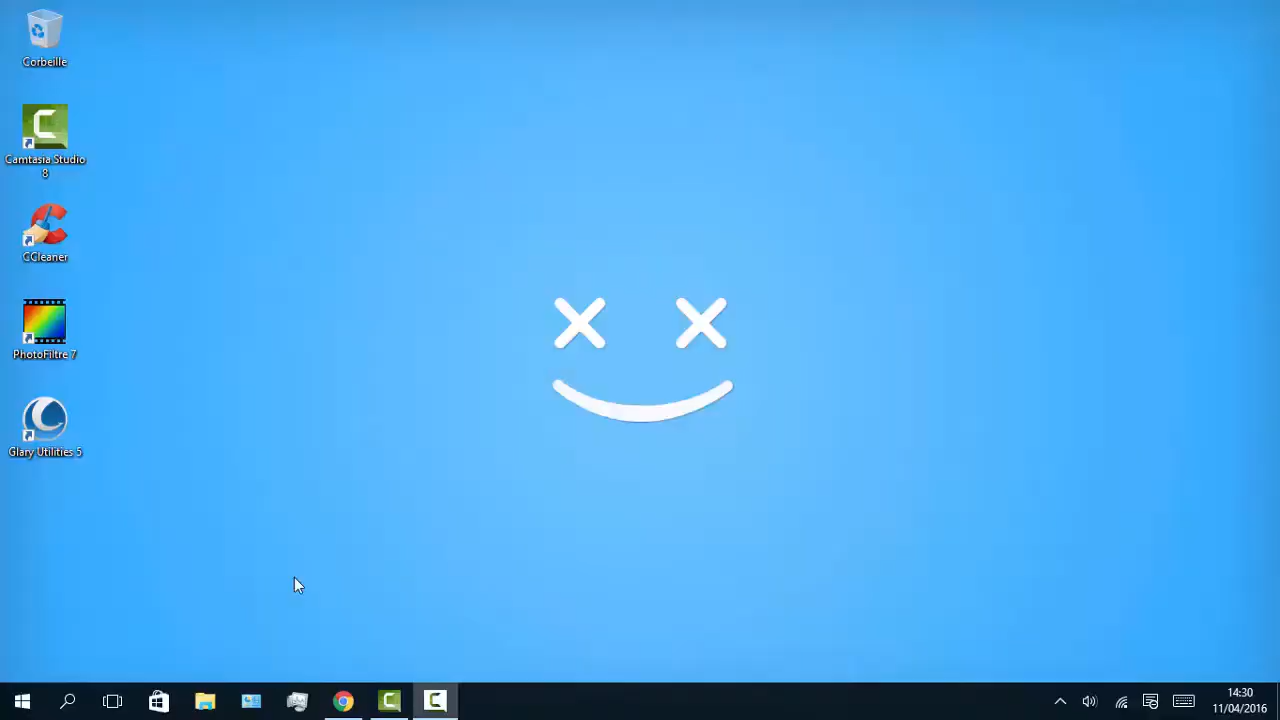 Corbeille
Camtasia Studio
8
CCleaner
PhotoFiltre 7
Glary Utilities 5
14:30
11/04/2016